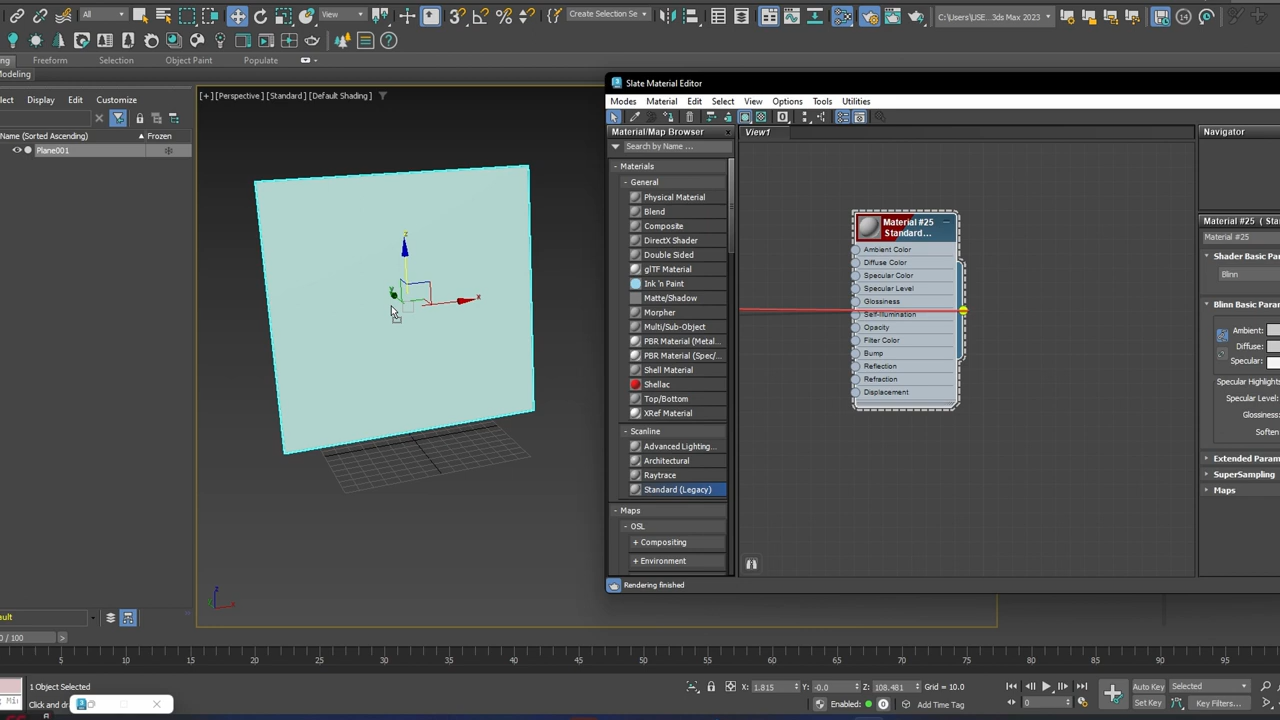 All
View
Create Selection Se
C:\USE...3ds Max 2023
14
Freeform
Selection
Object Paint
Populate
Modeling
Display
Edit
Customize
Name (Sorted Ascending)
Frozen
Plane001
[+] [Perspective] [Standard] [Default Shading]
z
y
x
Slate Material Editor
Modes
Material
Edit
Select
View
Options
Tools
Utilities
Material/Map Browser
Search by Name ...
- Materials
- General
Physical Material
Blend
Composite
DirectX Shader
Double Sided
glTF Material
Ink 'n Paint
Matte/Shadow
Morpher
Multi/Sub-Object
PBR Material (Metal...
PBR Material (Spec/...
Shell Material
Shellac
Top/Bottom
XRef Material
- Scanline
Advanced Lighting...
Architectural
Raytrace
Standard (Legacy)
- Maps
- OSL
+ Compositing
+ Environment
Rendering finished
View1
Material #25
Standard...
Ambient Color
Diffuse Color
Specular Color
Specular Level
Glossiness
Self-Illumination
Opacity
Filter Color
Bump
Reflection
Refraction
Displacement
Navigator
Material #25 ( Sta
Material #25
Shader Basic Par
Blinn
Blinn Basic Param
Ambient:
Diffuse:
Specular:
Specular Highlights
Specular Level:
Glossiness:
Soften:
Extended Param
SuperSampling
Maps
0 / 100
5
10
15
20
25
30
35
40
45
50
55
60
65
70
75
80
85
90
1 Object Selected
X: 1.815
Y: -0.0
Z: 108.481
Grid = 10.0
Enabled:
Add Time Tag
0
Auto Key
Selected
Set Key
Key Filters...